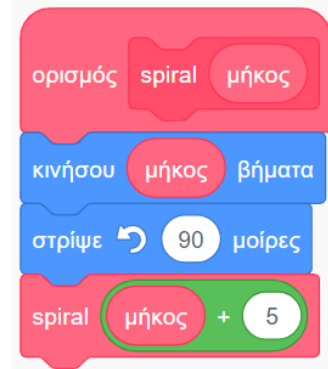 ορισμός spiral μήκος
κινήσου μήκος βήματα
στρίψε 90 μοίρες
spiral μήκος + 5